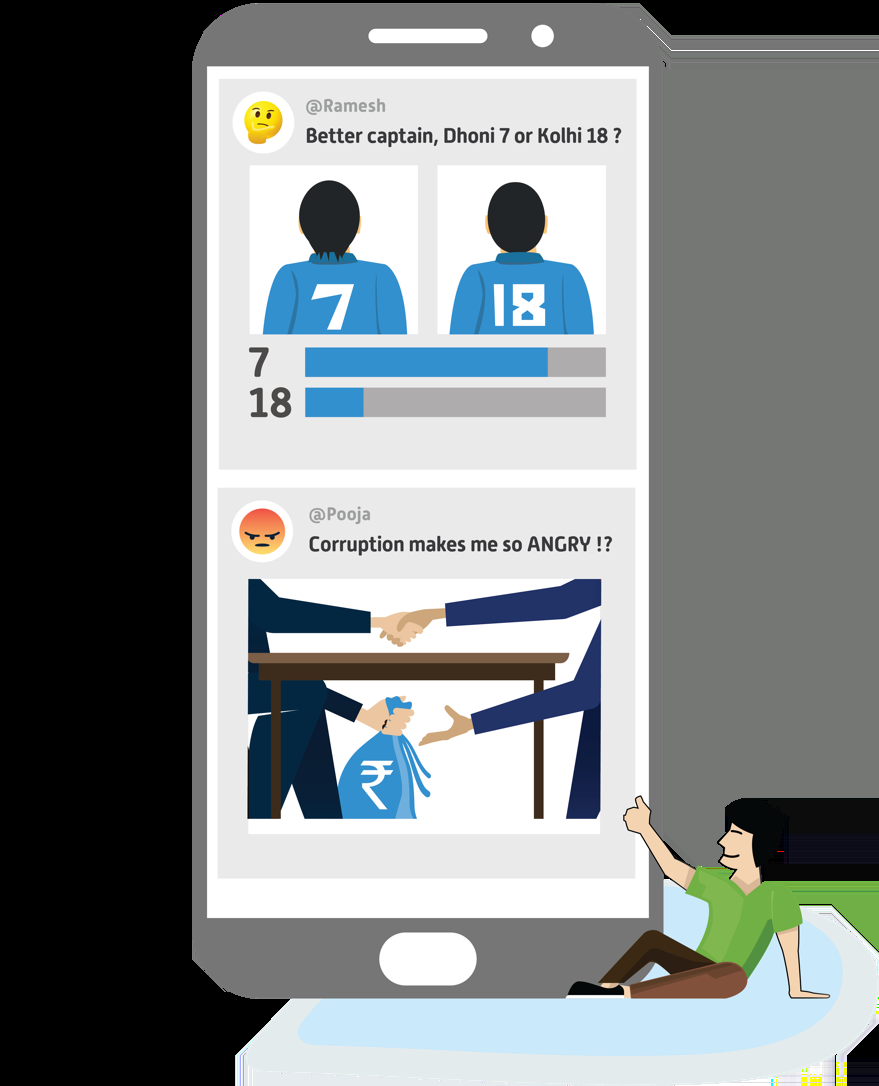 @Ramesh
Better captain, Dhoni 7 or Kolhi 18 ?
7
18
7
18
@Pooja
Corruption makes me so ANGRY !?
₹